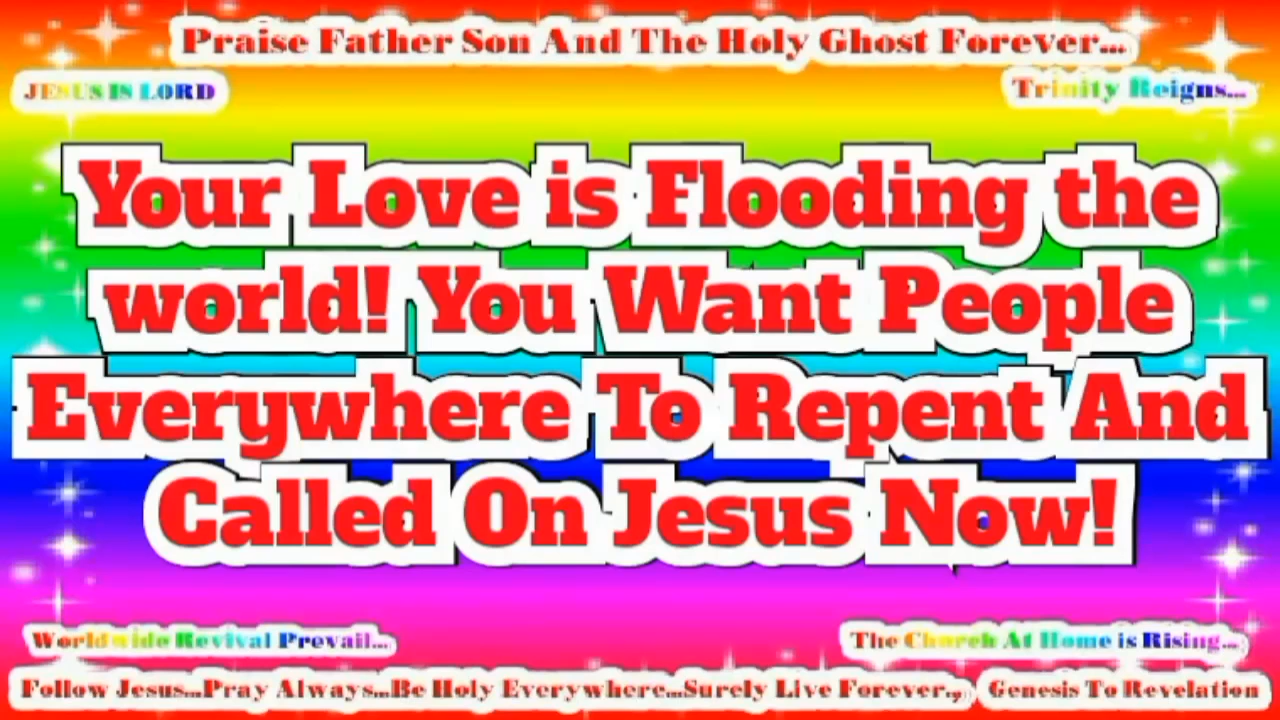 Praise Father Son And The Holy Ghost Forever...
JESUS IS LORD
Trinity Reigns...
Your Love is Flooding the
world! You Want People
Everywhere To Repent And
Called On Jesus Now!
Worldwide Revival Prevail...
The Church At Home is Rising...
Follow Jesus...Pray Always...Be Holy Everywhere...Surely Live Forever...
Genesis To Revelation